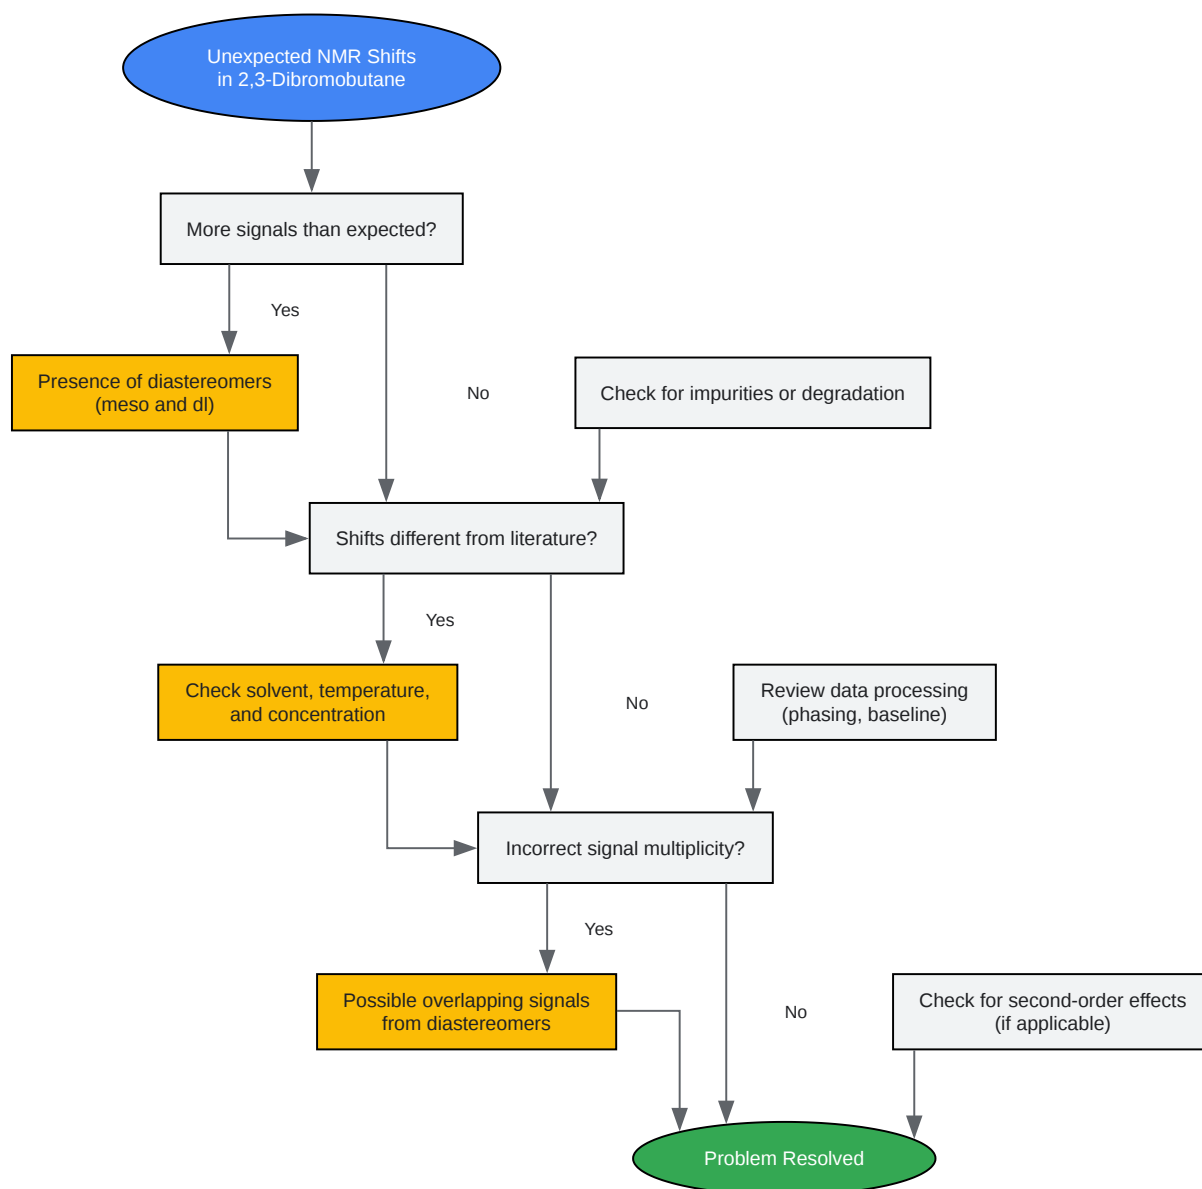 Unexpected NMR Shifts
in 2,3-Dibromobutane
More signals than expected?
Yes
Presence of diastereomers
(meso and dl)
No
Check for impurities or degradation
Shifts different from literature?
Yes
Check solvent, temperature,
and concentration
No
Review data processing
(phasing, baseline)
Incorrect signal multiplicity?
Yes
Possible overlapping signals
from diastereomers
No
Check for second-order effects
(if applicable)
Problem Resolved